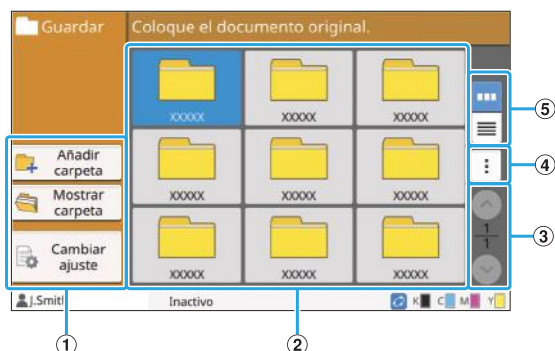 Guardar
Coloque el documento original.
xxxxx xxxxx xxxxx
5
Añadir
carpeta
4
Mostrar
carpeta
xxxxx xxxxx xxxxx
1
1
3
Cambiar
ajuste
xxxxx xxxxx xxxxx
J.Smith Inactivo K C M Y
1 2